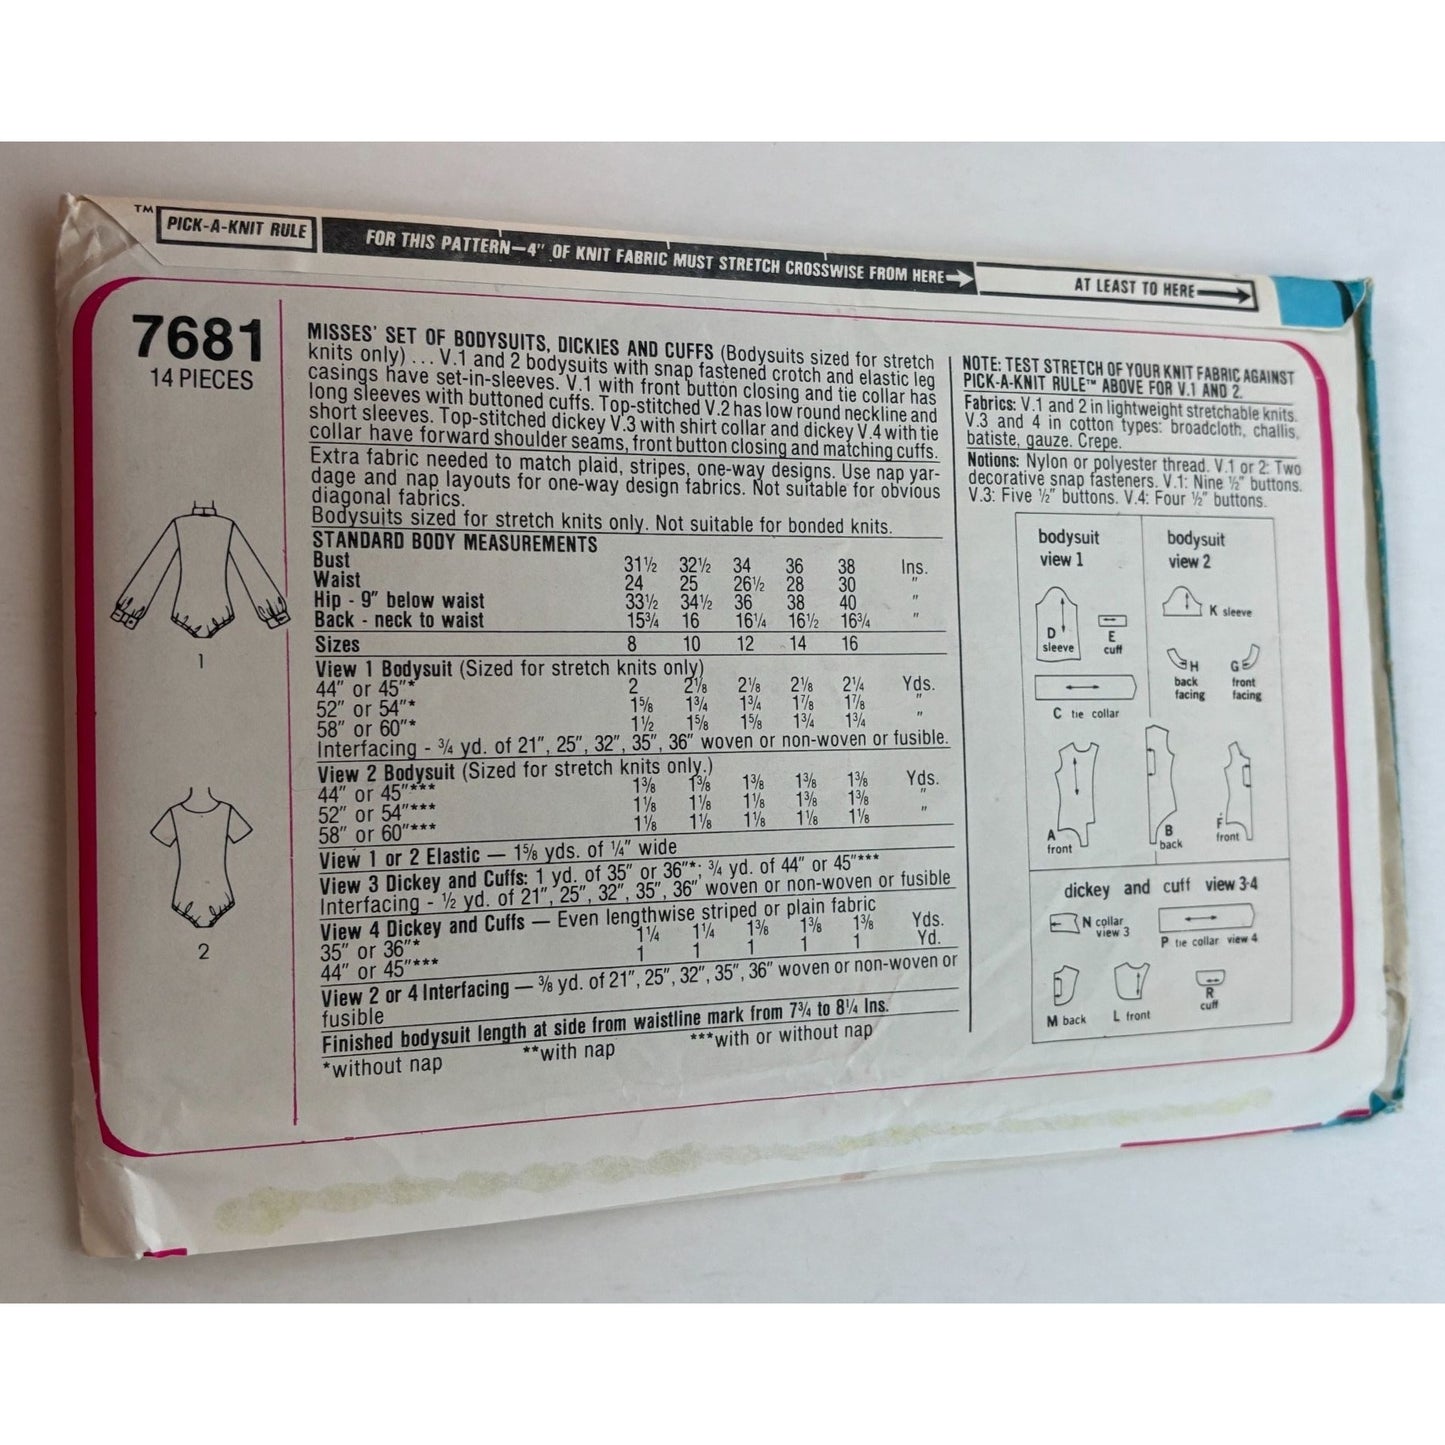 ™ PICK-A-KNIT RULE
FOR THIS PATTERN—4" OF KNIT FABRIC MUST STRETCH CROSSWISE FROM HERE
AT LEAST TO HERE
7681
14 PIECES
1
2
MISSES' SET OF BODYSUITS, DICKIES AND CUFFS (Bodysuits sized for stretch
knits only) ... V.1 and 2 bodysuits with snap fastened crotch and elastic leg
casings have set-in-sleeves. V.1 with front button closing and tie collar has
long sleeves with buttoned cuffs. Top-stitched V.2 has low round neckline and
short sleeves. Top-stitched dickey V.3 with shirt collar and dickey V.4 with tie
collar have forward shoulder seams, front button closing and matching cuffs.
Extra fabric needed to match plaid, stripes, one-way designs. Use nap yar-
dage and nap layouts for one-way design fabrics. Not suitable for obvious
diagonal fabrics.
Bodysuits sized for stretch knits only. Not suitable for bonded knits.
STANDARD BODY MEASUREMENTS
Bust 31½ 32½ 34 36 38 Ins.
Waist 24 25 26½ 28 30 "
Hip - 9" below waist 33½ 34½ 36 38 40 "
Back - neck to waist 15¾ 16 16¼ 16½ 16¾ "
Sizes 8 10 12 14 16
View 1 Bodysuit (Sized for stretch knits only)
44" or 45"* 2 2⅛ 2⅛ 2⅛ 2¼ Yds.
52" or 54"* 1⅝ 1¾ 1¾ 1⅞ 1⅞ "
58" or 60"* 1½ 1⅝ 1⅝ 1¾ 1¾ "
Interfacing - ¾ yd. of 21", 25", 32", 35", 36" woven or non-woven or fusible.
View 2 Bodysuit (Sized for stretch knits only.)
44" or 45"*** 1⅜ 1⅜ 1⅜ 1⅜ 1⅜ Yds.
52" or 54"*** 1⅛ 1⅛ 1⅛ 1⅜ 1⅜ "
58" or 60"*** 1⅛ 1⅛ 1⅛ 1⅛ 1⅛ "
View 1 or 2 Elastic — 1⅝ yds. of ¼" wide
View 3 Dickey and Cuffs: 1 yd. of 35" or 36"*; ¾ yd. of 44" or 45"***
Interfacing - ½ yd. of 21", 25", 32", 35", 36" woven or non-woven or fusible
View 4 Dickey and Cuffs — Even lengthwise striped or plain fabric
35" or 36"* 1¼ 1¼ 1⅜ 1⅜ 1⅜ Yds.
44" or 45"*** 1 1 1 1 1 Yd.
View 2 or 4 Interfacing — ⅜ yd. of 21", 25", 32", 35", 36" woven or non-woven or
fusible
Finished bodysuit length at side from waistline mark from 7¾ to 8¼ Ins.
*without nap **with nap ***with or without nap
NOTE: TEST STRETCH OF YOUR KNIT FABRIC AGAINST
PICK-A-KNIT RULE™ ABOVE FOR V.1 AND 2.
Fabrics: V.1 and 2 in lightweight stretchable knits.
V.3 and 4 in cotton types: broadcloth, challis,
batiste, gauze. Crepe.
Notions: Nylon or polyester thread. V.1 or 2: Two
decorative snap fasteners. V.1: Nine ½" buttons.
V.3: Five ½" buttons. V.4: Four ½" buttons.
bodysuit
view 1
D
sleeve
E
cuff
C tie collar
A
front
bodysuit
view 2
K sleeve
H
back
facing
G
front
facing
B
back
F
front
dickey and cuff view 3-4
N collar
view 3
P tie collar view 4
M back
L front
R
cuff